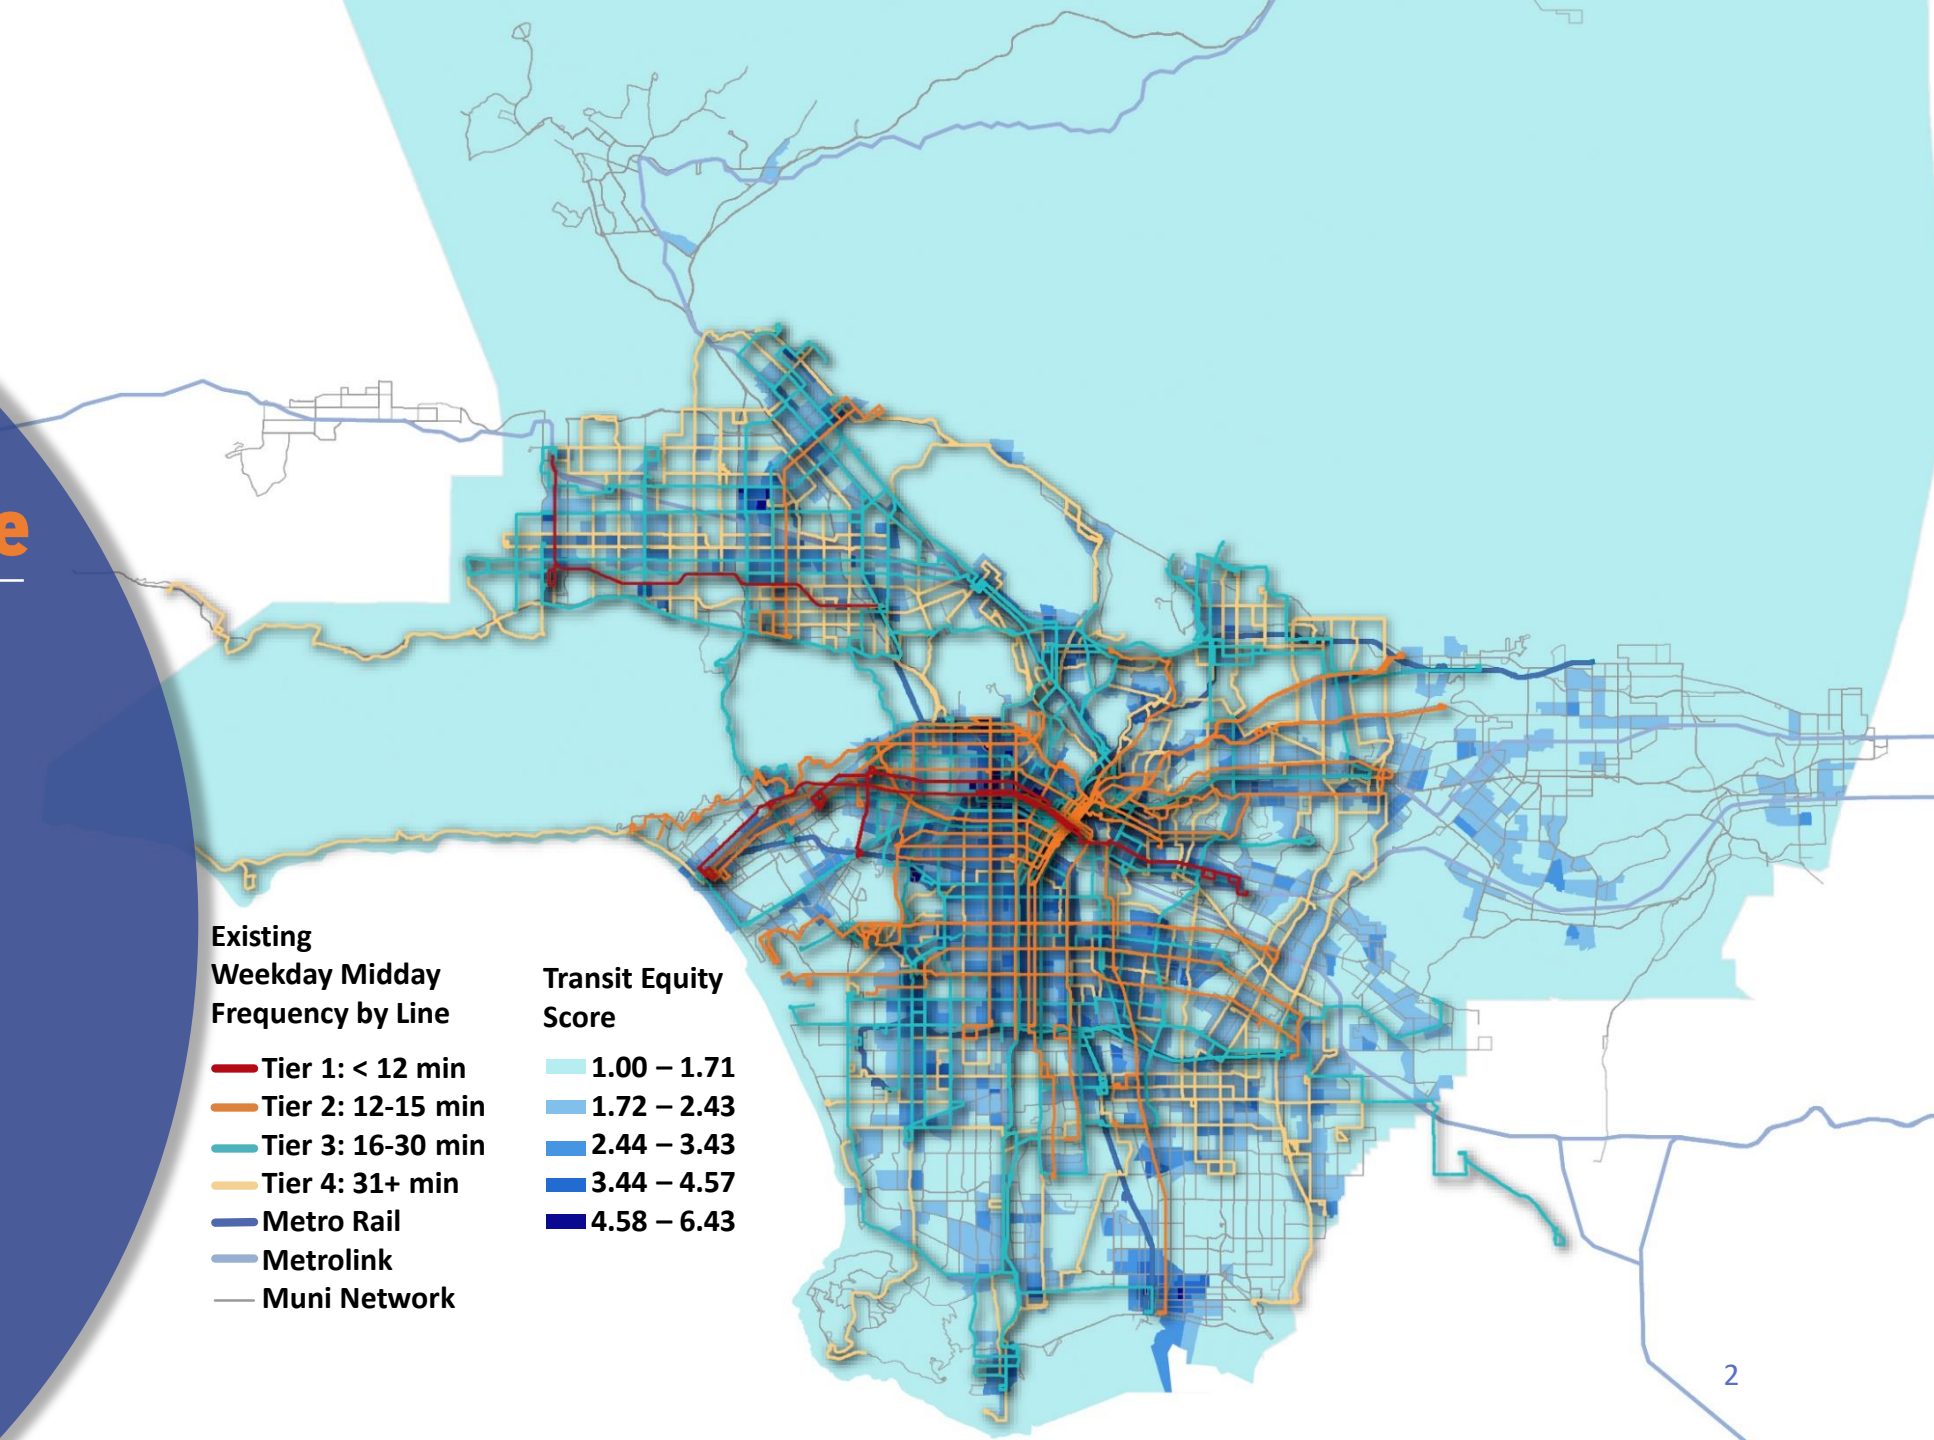 e
Existing
Weekday Midday
Frequency by Line
Tier 1: < 12 min
Tier 2: 12-15 min
Tier 3: 16-30 min
Tier 4: 31+ min
Metro Rail
Metrolink
Muni Network
Transit Equity
Score
1.00 – 1.71
1.72 – 2.43
2.44 – 3.43
3.44 – 4.57
4.58 – 6.43
2